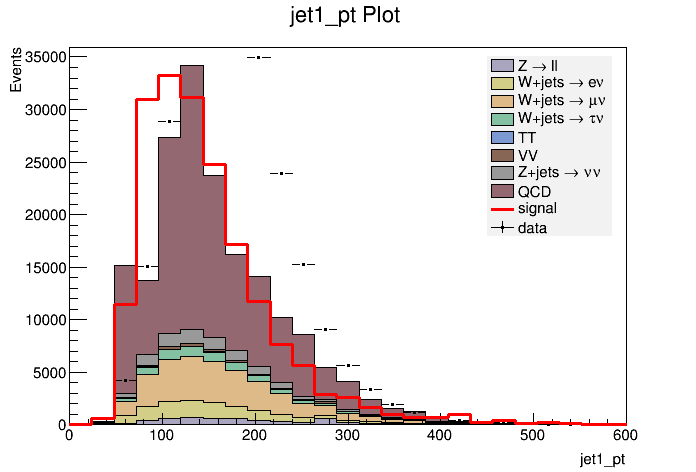 jet1_pt Plot
Events
35000
30000
25000
20000
15000
10000
5000
0
0
100
200
300
400
500
600
jet1_pt
Z → ll
W+jets → eν
W+jets → μν
W+jets → τν
TT
VV
Z+jets → νν
QCD
signal
data